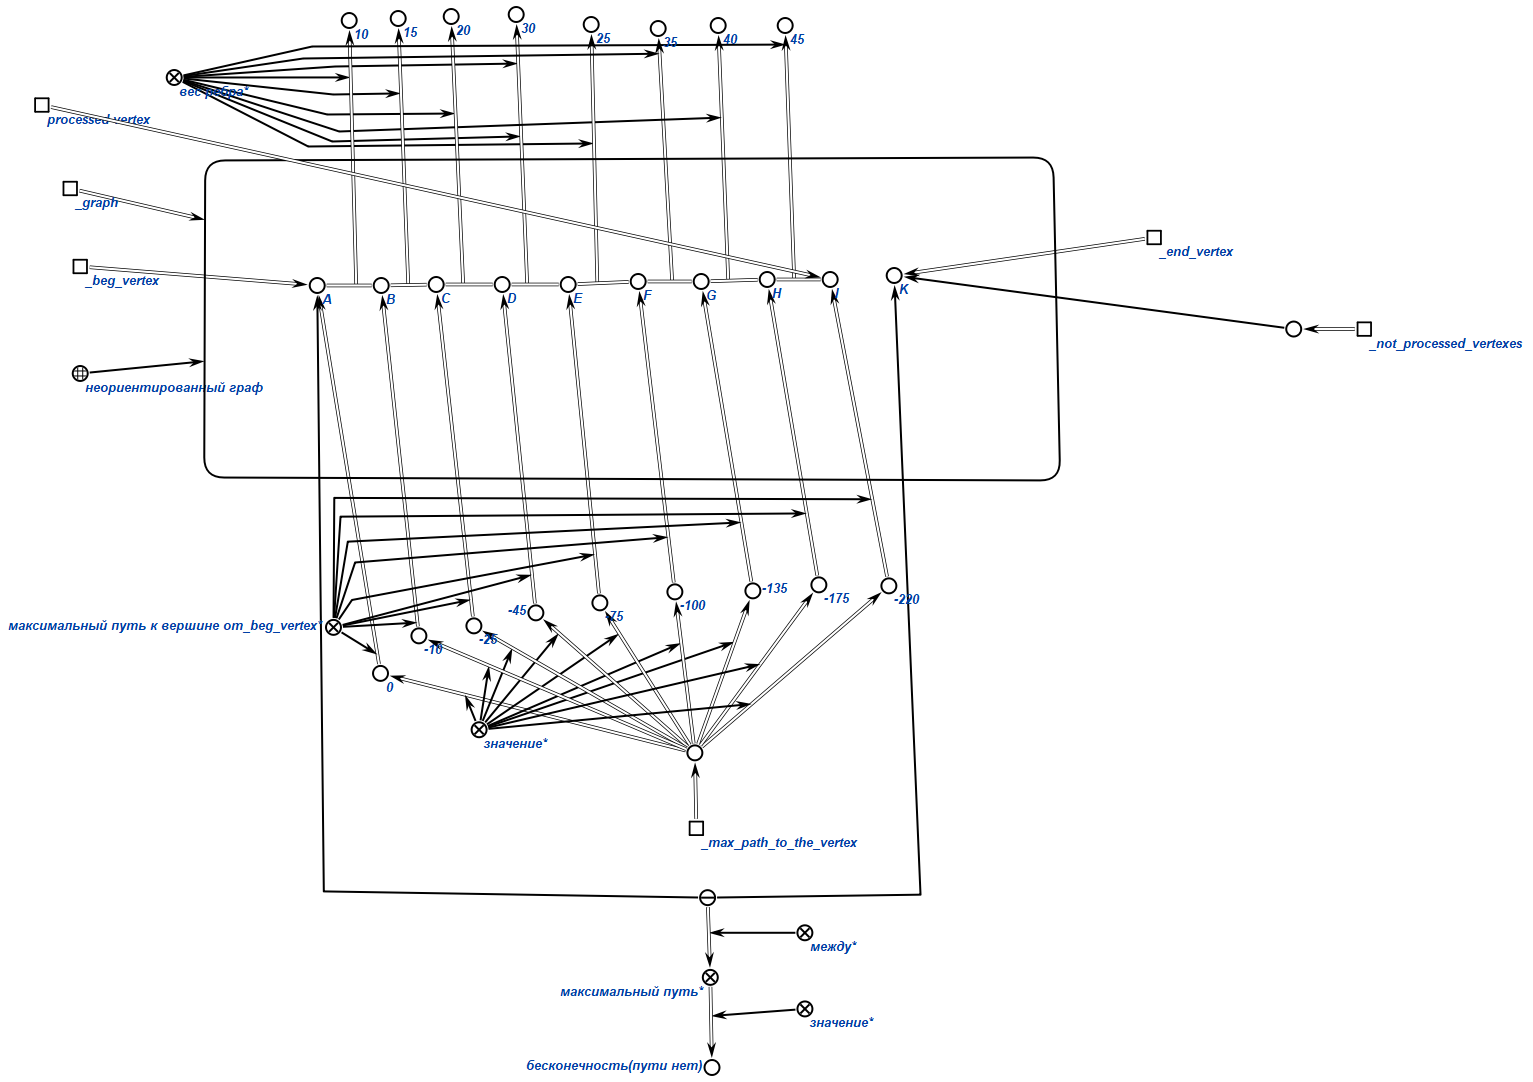 10
15
20
30
25
35
40
45
вес ребра*
processed_vertex
_graph
_end_vertex
_beg_vertex
A
B
C
D
E
F
G
H
I
K
_not_processed_vertexes
неориентированный граф
-10
-25
-45
-75
-100
-135
-175
-220
максимальный путь к вершине от_beg_vertex*
0
значение*
_max_path_to_the_vertex
между*
максимальный путь*
значение*
бесконечность(пути нет)